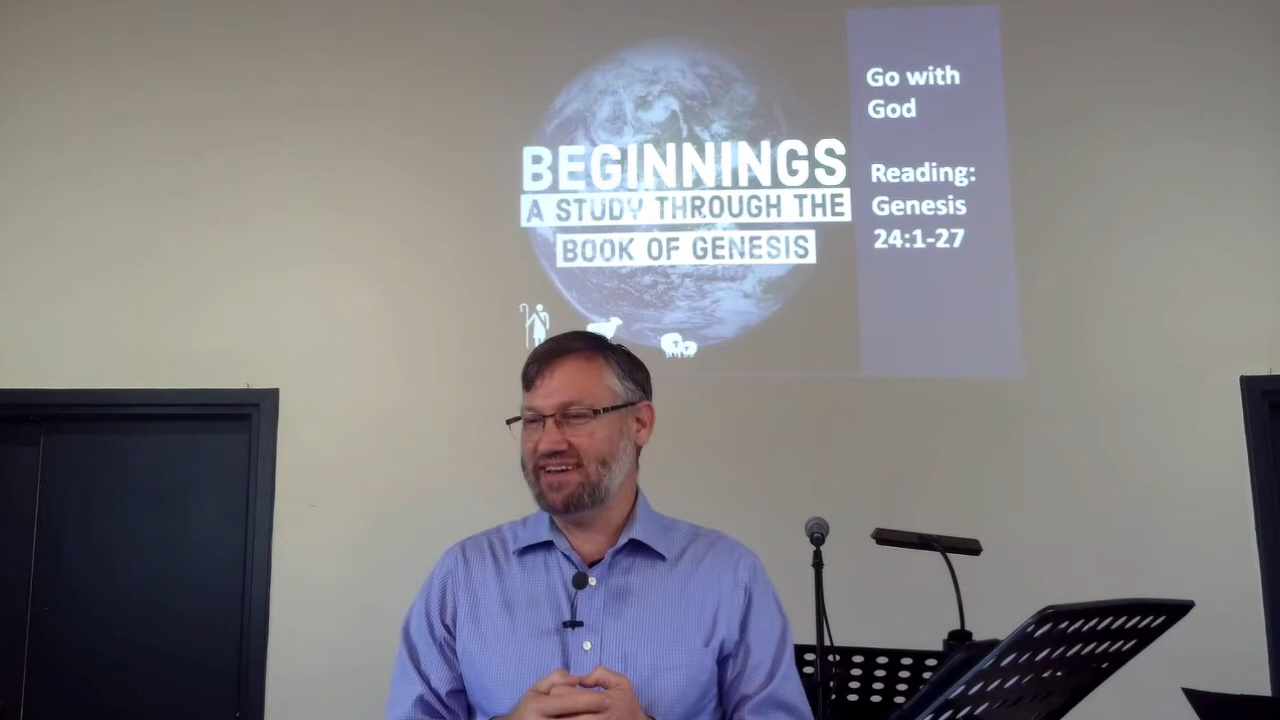 BEGINNINGS
A STUDY THROUGH THE
BOOK OF GENESIS
Go with
God
Reading:
Genesis
24:1-27